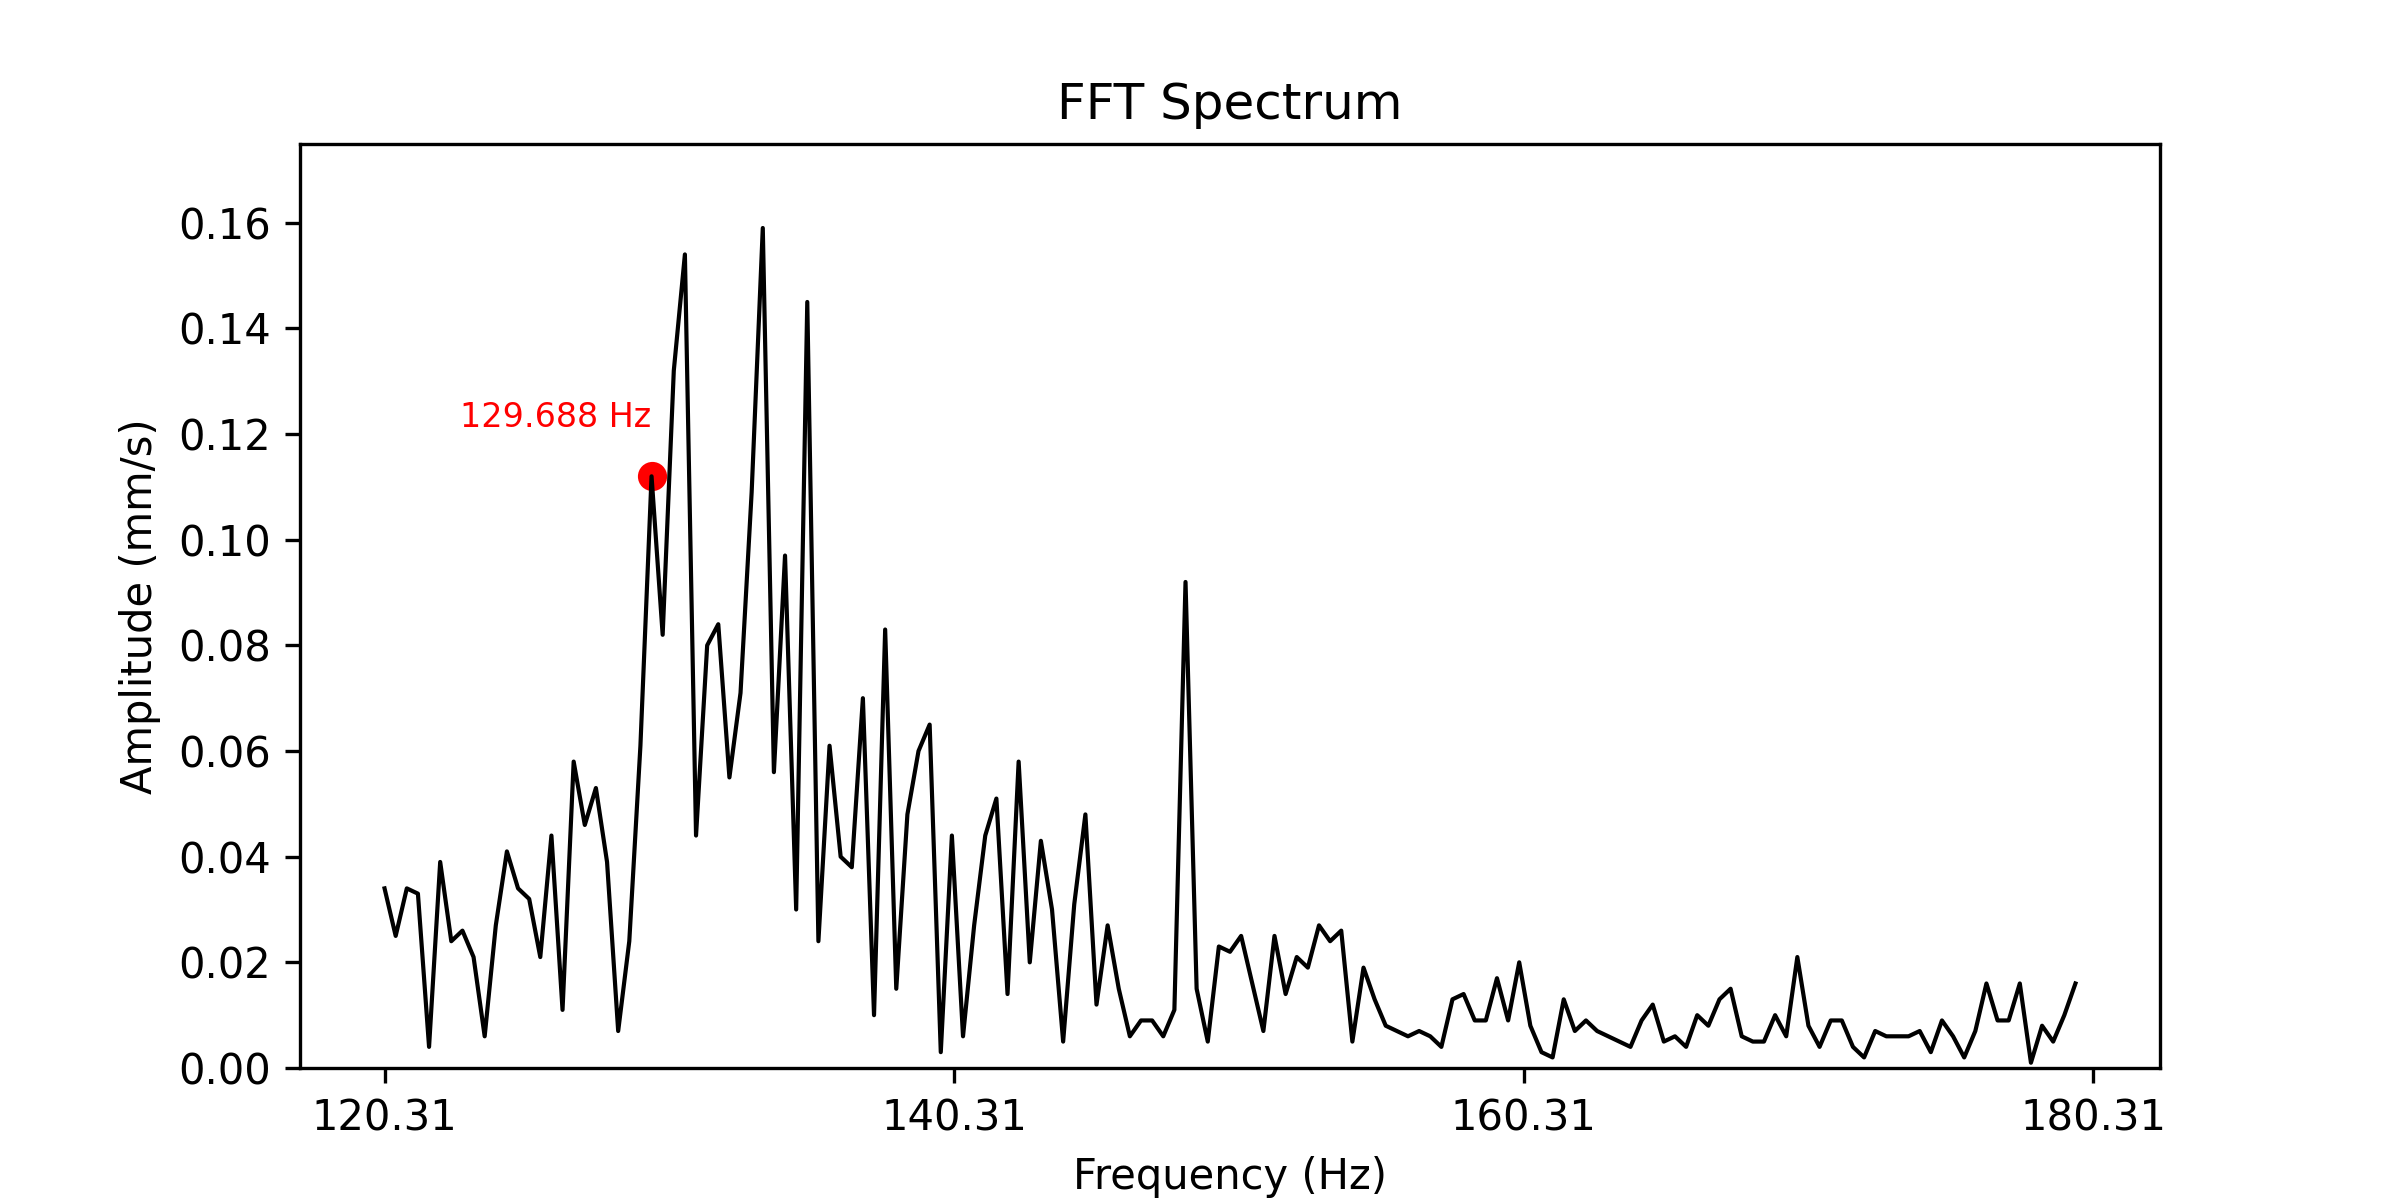 FFT Spectrum
0.16
0.14
129.688 Hz
0.12
0.10
0.08
0.06
0.04
0.02
0.00
Amplitude (mm/s)
120.31 140.31 160.31 180.31
Frequency (Hz)